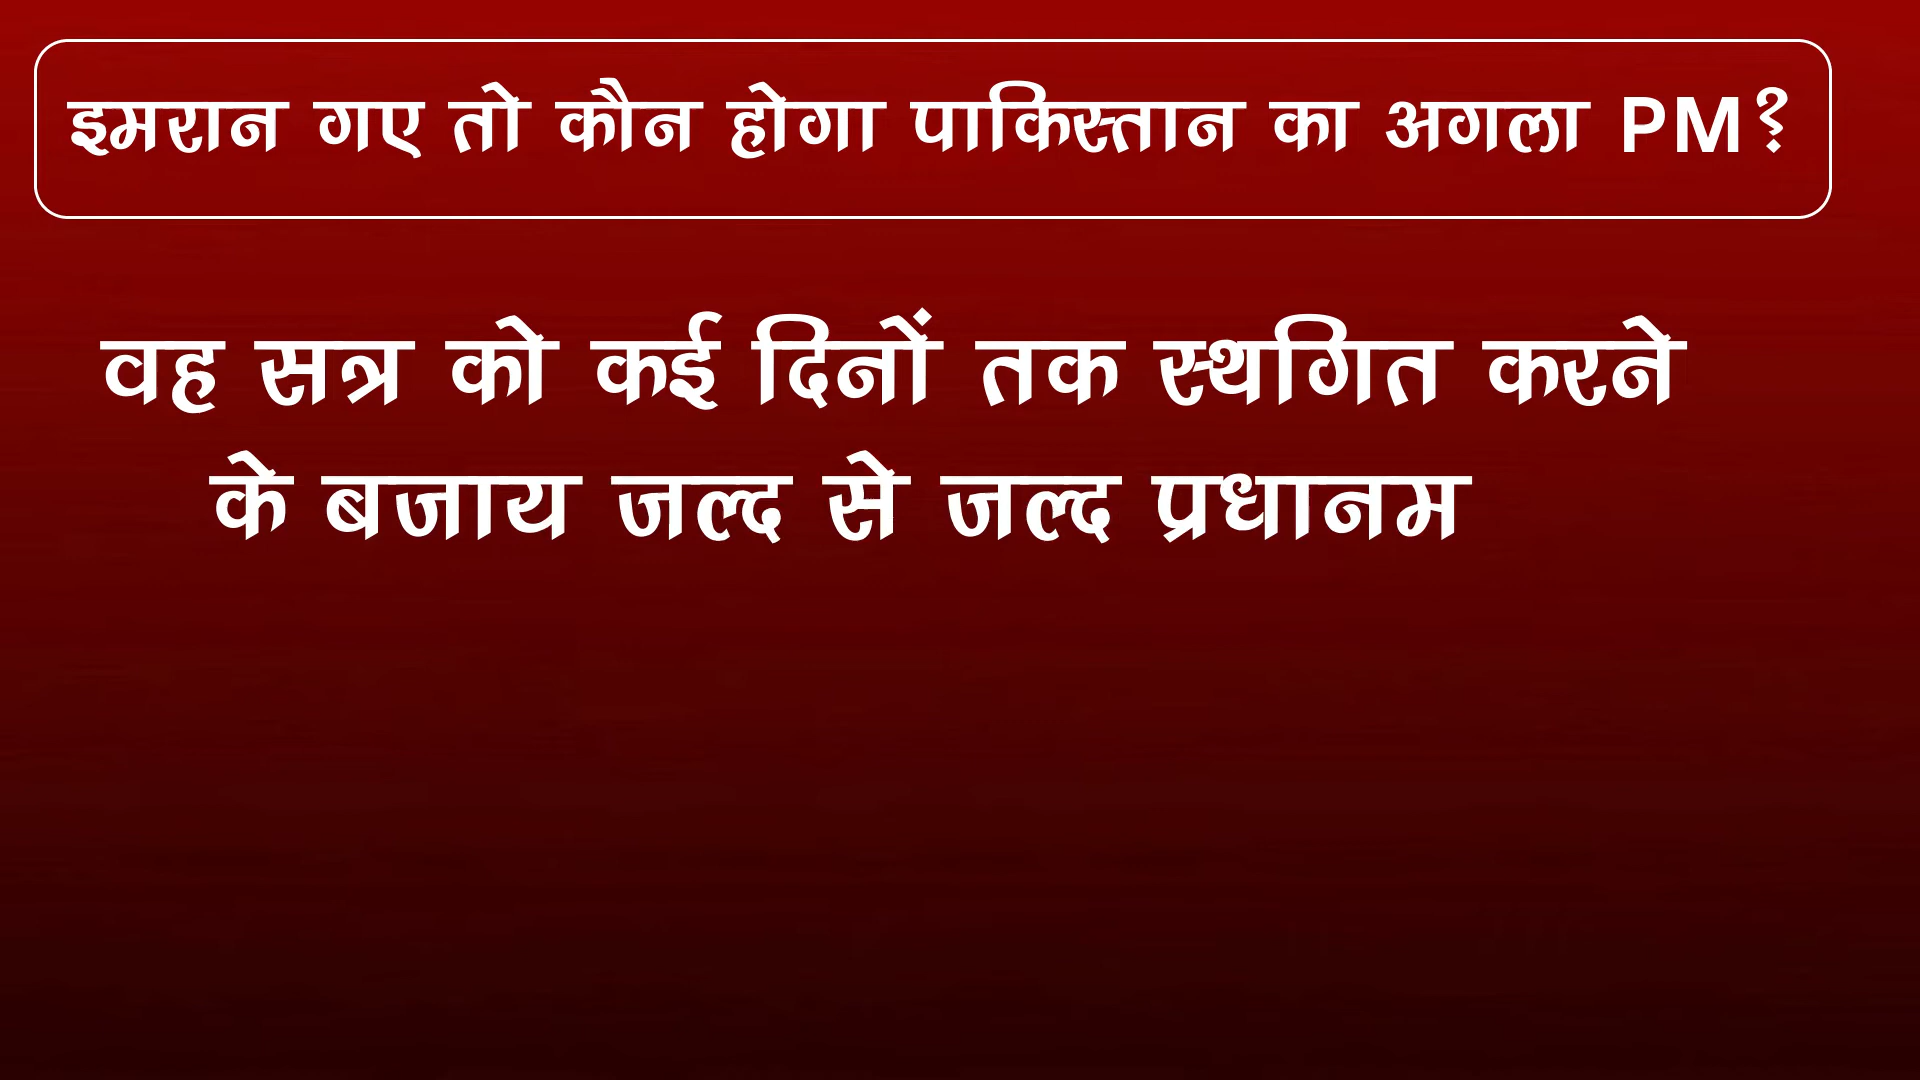 इमरान गए तो कौन होगा पाकिस्तान का अगला PM?
वह सत्र को कई दिनों तक स्थगित करने
के बजाय जल्द से जल्द प्रधानम